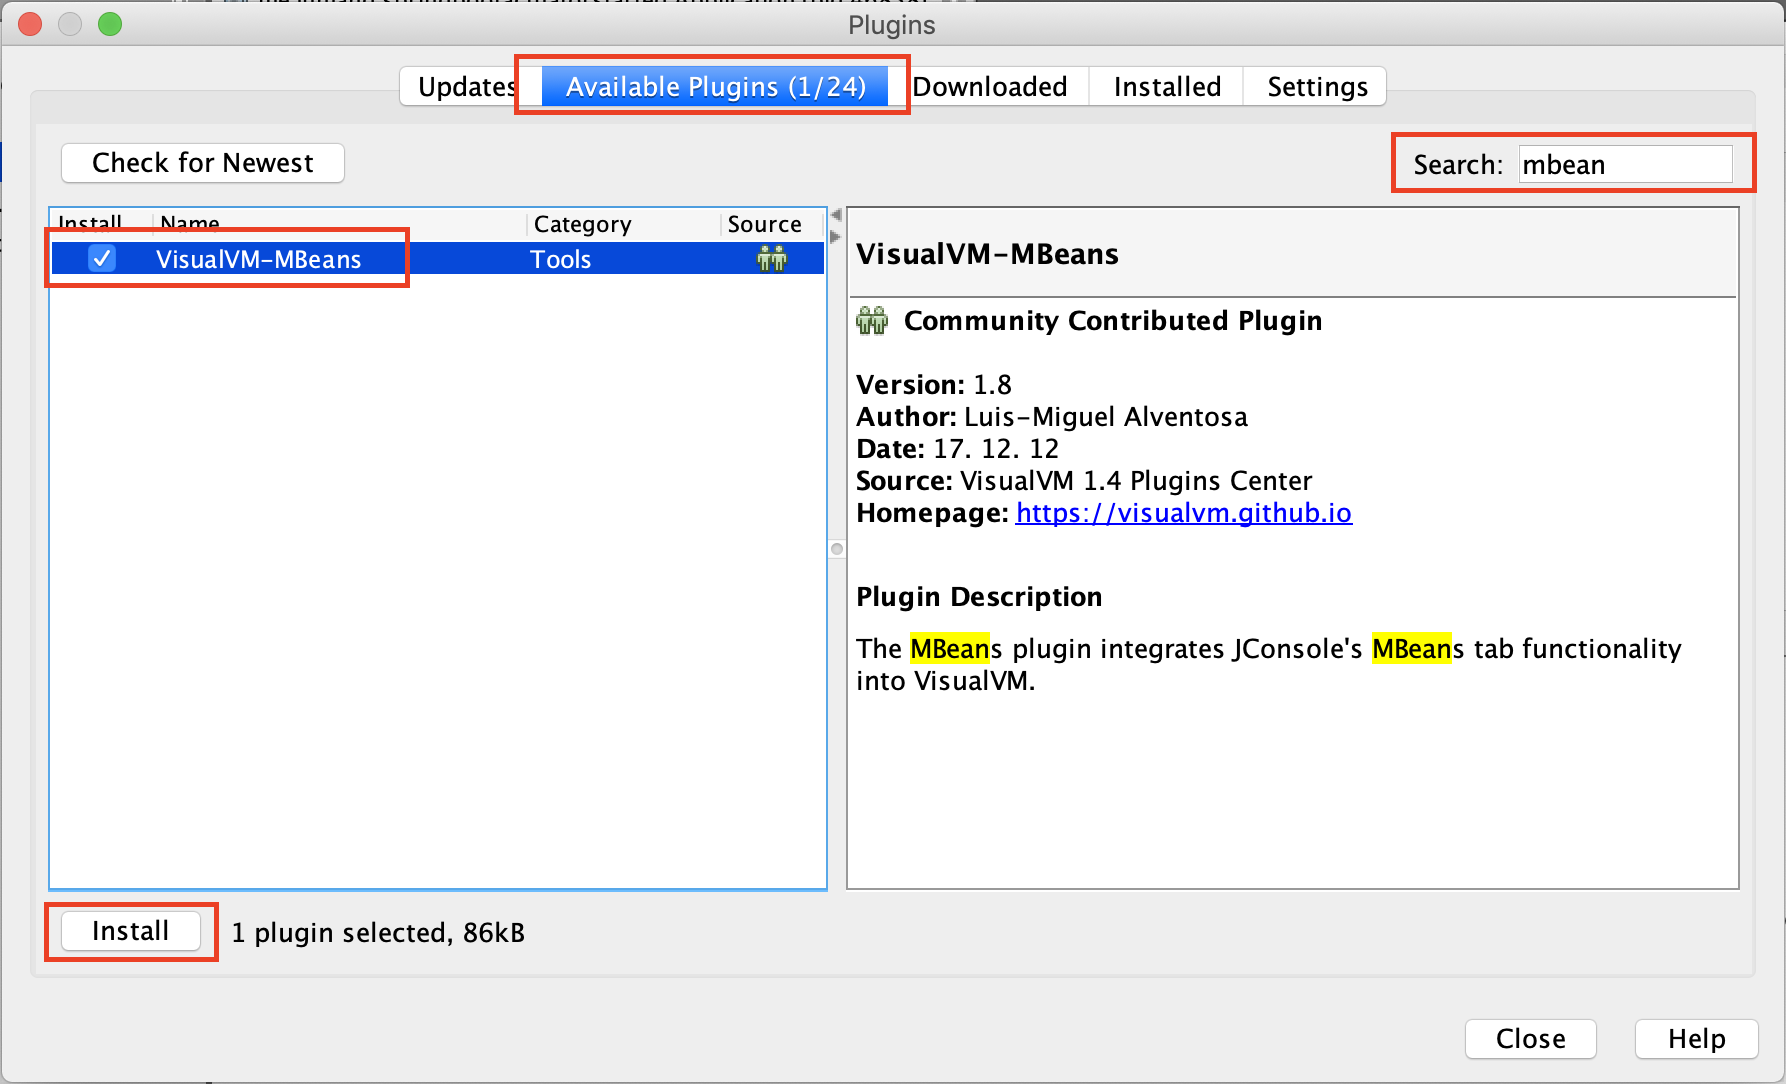 Plugins
Updates Available Plugins (1/24) Downloaded Installed Settings
Check for Newest
Search: mbean
Install Name Category Source
VisualVM-MBeans Tools
VisualVM-MBeans
Community Contributed Plugin
Version: 1.8
Author: Luis-Miguel Alventosa
Date: 17. 12. 12
Source: VisualVM 1.4 Plugins Center
Homepage: https://visualvm.github.io
Plugin Description
The MBeans plugin integrates JConsole's MBeans tab functionality
into VisualVM.
Install 1 plugin selected, 86kB
Close Help